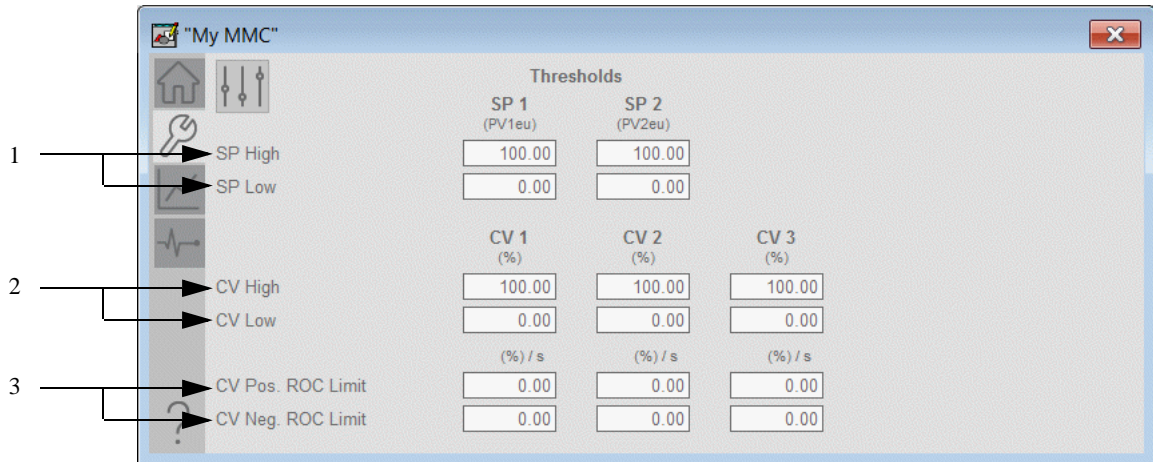 "My MMC"
Thresholds
SP 1 SP 2
(PV1eu) (PV2eu)
1 SP High 100.00 100.00
SP Low 0.00 0.00
CV 1 CV 2 CV 3
(%) (%) (%)
2 CV High 100.00 100.00 100.00
CV Low 0.00 0.00 0.00
(%) / s (%) / s (%) / s
3 CV Pos. ROC Limit 0.00 0.00 0.00
CV Neg. ROC Limit 0.00 0.00 0.00
?